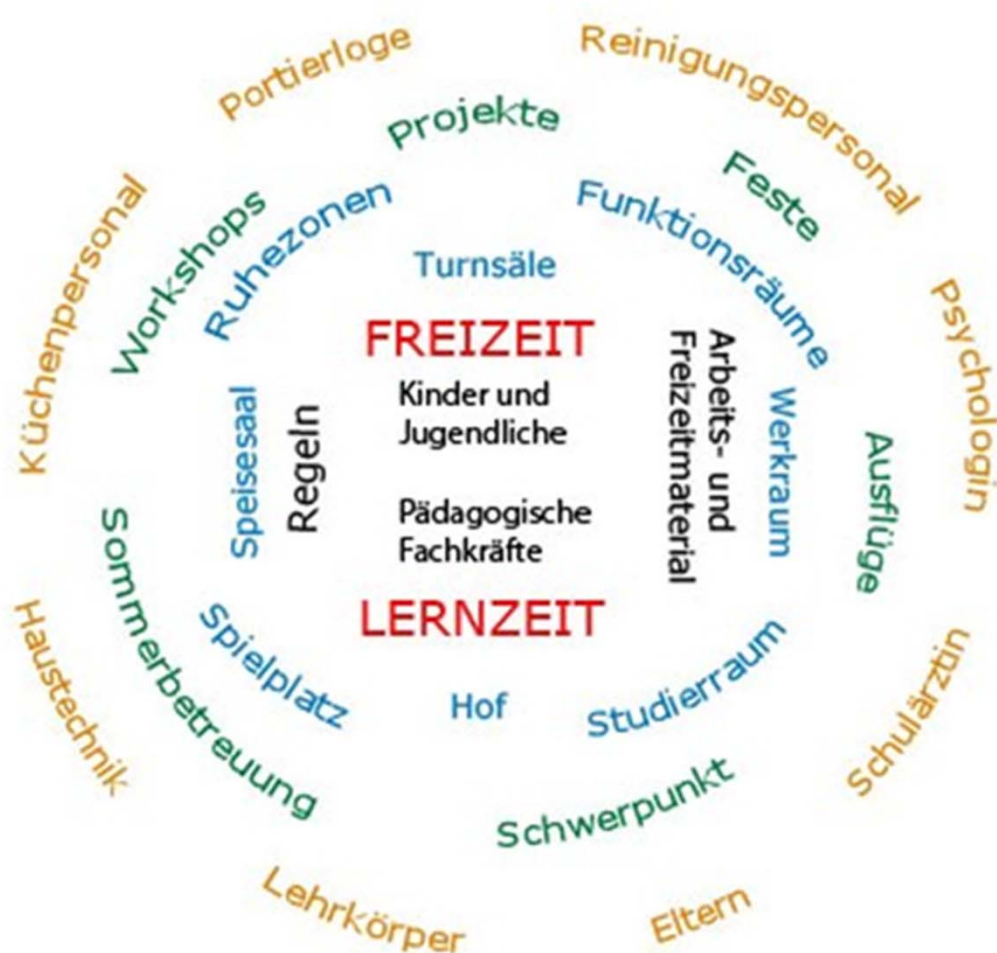 Portierloge
Reinigungspersonal
Projekte
Feste
Küchenpersonal
Workshops
Ruhezonen
Funktionsräume
Turnsäle
Psychologin
FREIZEIT
Kinder und
Jugendliche
Pädagogische
Fachkräfte
LERNZEIT
Speisesaal
Regeln
Arbeits- und
Freizeitmaterial
Werkraum
Ausflüge
Sommerbetreuung
Haustechnik
Spielplatz
Hof
Studierraum
Schulärztin
Schwerpunkt
Lehrkörper
Eltern